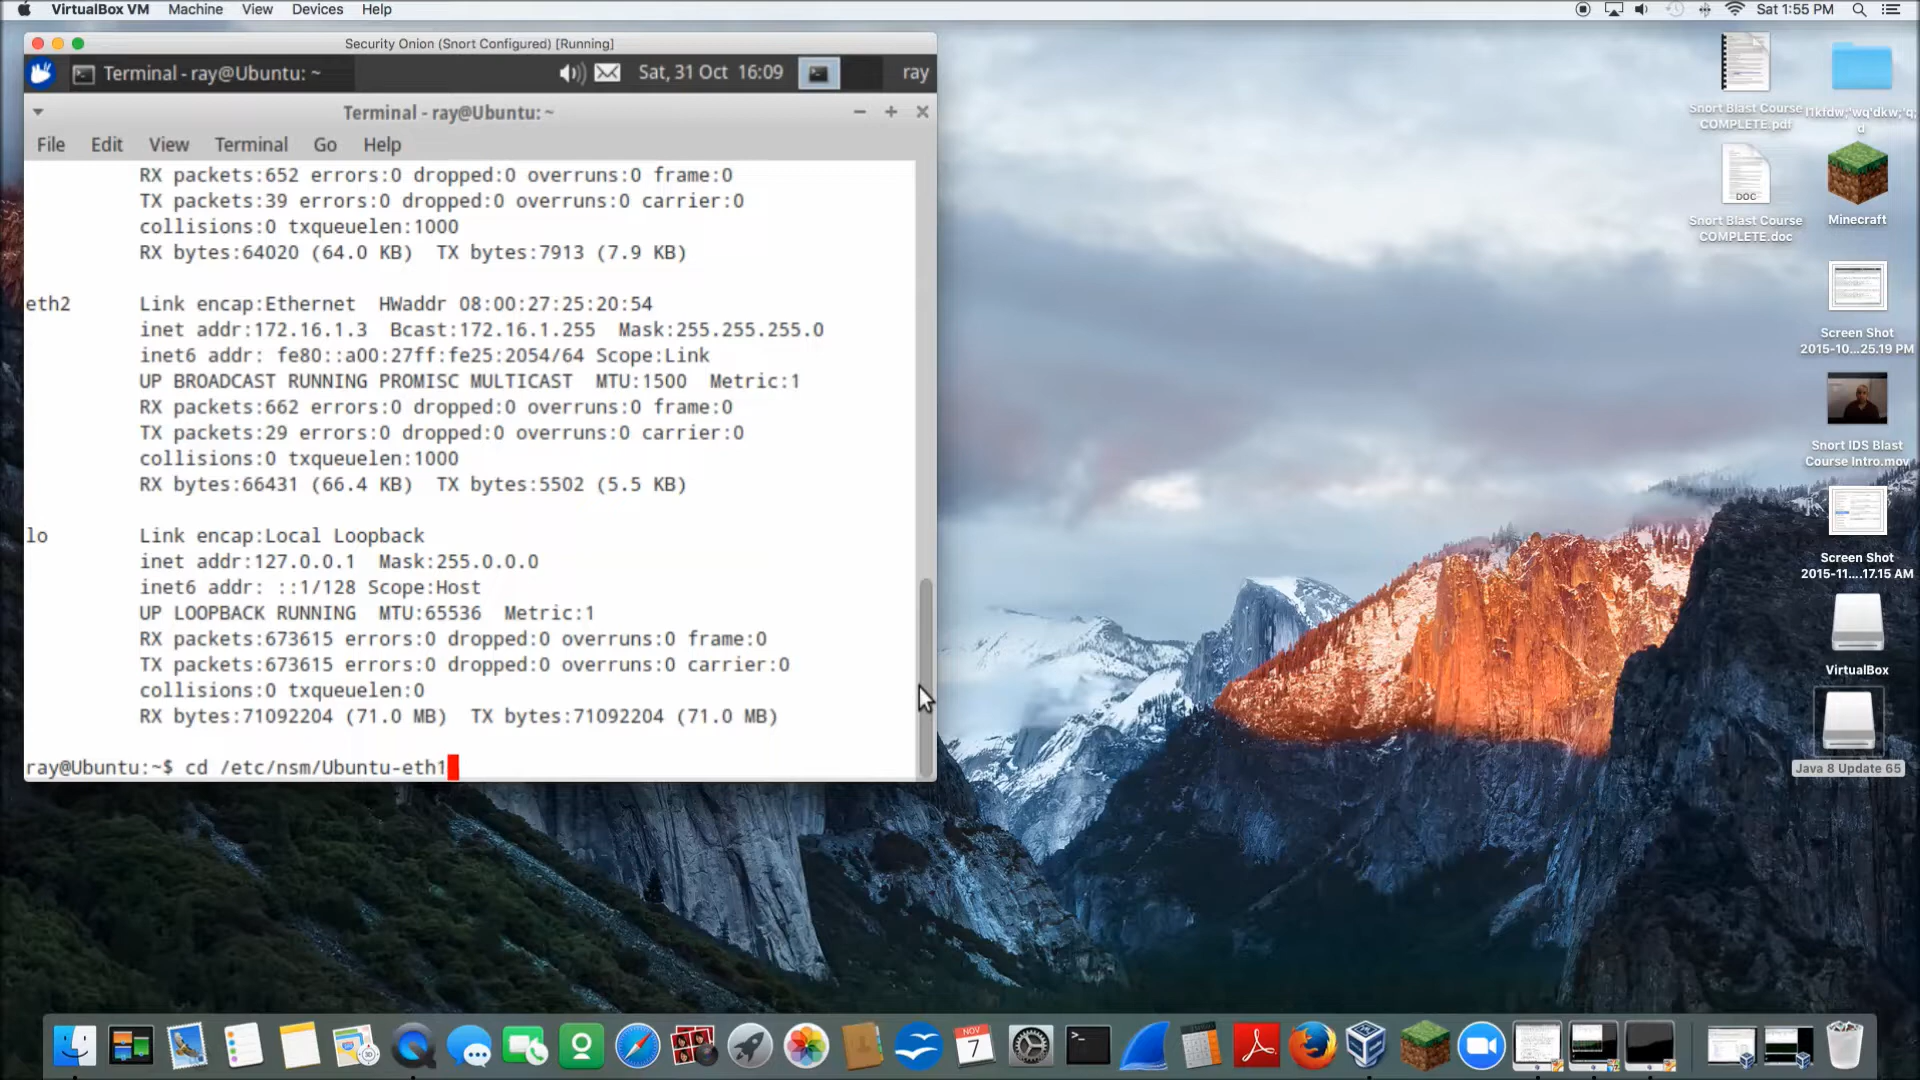 VirtualBox VM Machine View Devices Help
Sat 1:55 PM
Security Onion (Snort Configured) [Running]
Terminal - ray@Ubuntu: ~
Sat, 31 Oct 16:09
ray
Terminal - ray@Ubuntu: ~
File Edit View Terminal Go Help
RX packets:652 errors:0 dropped:0 overruns:0 frame:0
TX packets:39 errors:0 dropped:0 overruns:0 carrier:0
collisions:0 txqueuelen:1000
RX bytes:64020 (64.0 KB) TX bytes:7913 (7.9 KB)
eth2 Link encap:Ethernet HWaddr 08:00:27:25:20:54
inet addr:172.16.1.3 Bcast:172.16.1.255 Mask:255.255.255.0
inet6 addr: fe80::a00:27ff:fe25:2054/64 Scope:Link
UP BROADCAST RUNNING PROMISC MULTICAST MTU:1500 Metric:1
RX packets:662 errors:0 dropped:0 overruns:0 frame:0
TX packets:29 errors:0 dropped:0 overruns:0 carrier:0
collisions:0 txqueuelen:1000
RX bytes:66431 (66.4 KB) TX bytes:5502 (5.5 KB)
lo Link encap:Local Loopback
inet addr:127.0.0.1 Mask:255.0.0.0
inet6 addr: ::1/128 Scope:Host
UP LOOPBACK RUNNING MTU:65536 Metric:1
RX packets:673615 errors:0 dropped:0 overruns:0 frame:0
TX packets:673615 errors:0 dropped:0 overruns:0 carrier:0
collisions:0 txqueuelen:0
RX bytes:71092204 (71.0 MB) TX bytes:71092204 (71.0 MB)
ray@Ubuntu:~$ cd /etc/nsm/Ubuntu-eth1
Snort Blast Course
COMPLETE.pdf
l1kfdw;'wq'dkw;'q;
d
DOC
Snort Blast Course
COMPLETE.doc
Minecraft
Screen Shot
2015-10...25.19 PM
Snort IDS Blast
Course Intro.mov
Screen Shot
2015-11....17.15 AM
VirtualBox
Java 8 Update 65
NOV
7
3D